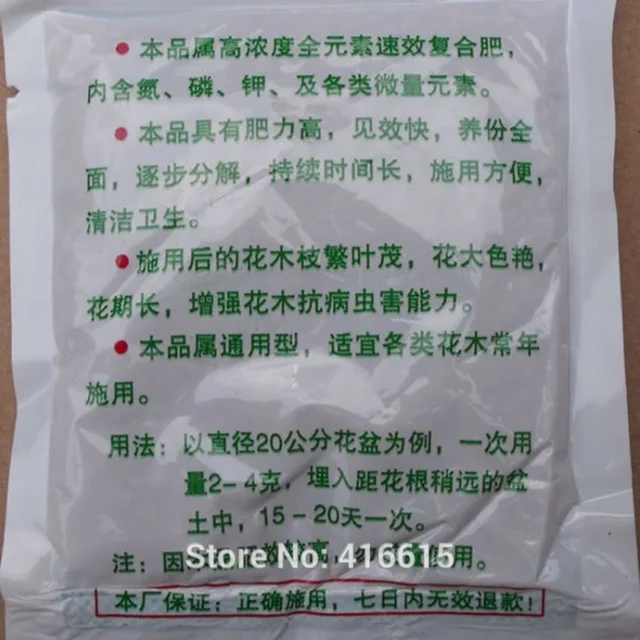 ● 本品属高浓度全元素速效复合肥，
内含氮、磷、钾、及各类微量元素。
● 本品具有肥力高，见效快，养份全
面，逐步分解，持续时间长，施用方便，
清洁卫生。
● 施用后的花木枝繁叶茂，花大色艳，
花期长，增强花木抗病虫害能力。
● 本品属通用型，适宜各类花木常年
施用。
用法：以直径20公分花盆为例，一次用
量2-4克，埋入距花根稍远的盆
土中，15-20天一次。
注：因 用。
Store No: 416615
本厂保证：正确施用，七日内无效退款！